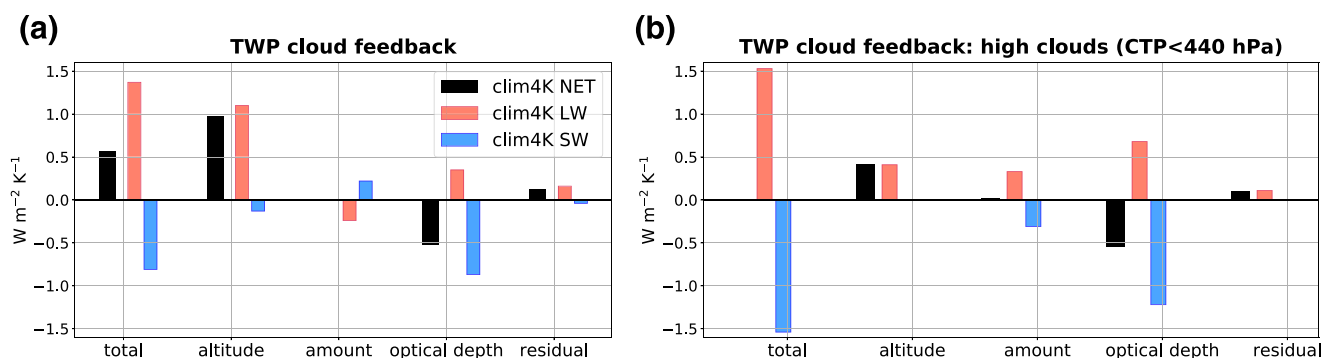 (a)
TWP cloud feedback
1.5
1.0
0.5
0.0
−0.5
−1.0
−1.5
W m−2 K−1
clim4K NET
clim4K LW
clim4K SW
total altitude amount optical depth residual
(b)
TWP cloud feedback: high clouds (CTP<440 hPa)
1.5
1.0
0.5
0.0
−0.5
−1.0
−1.5
W m−2 K−1
total altitude amount optical depth residual